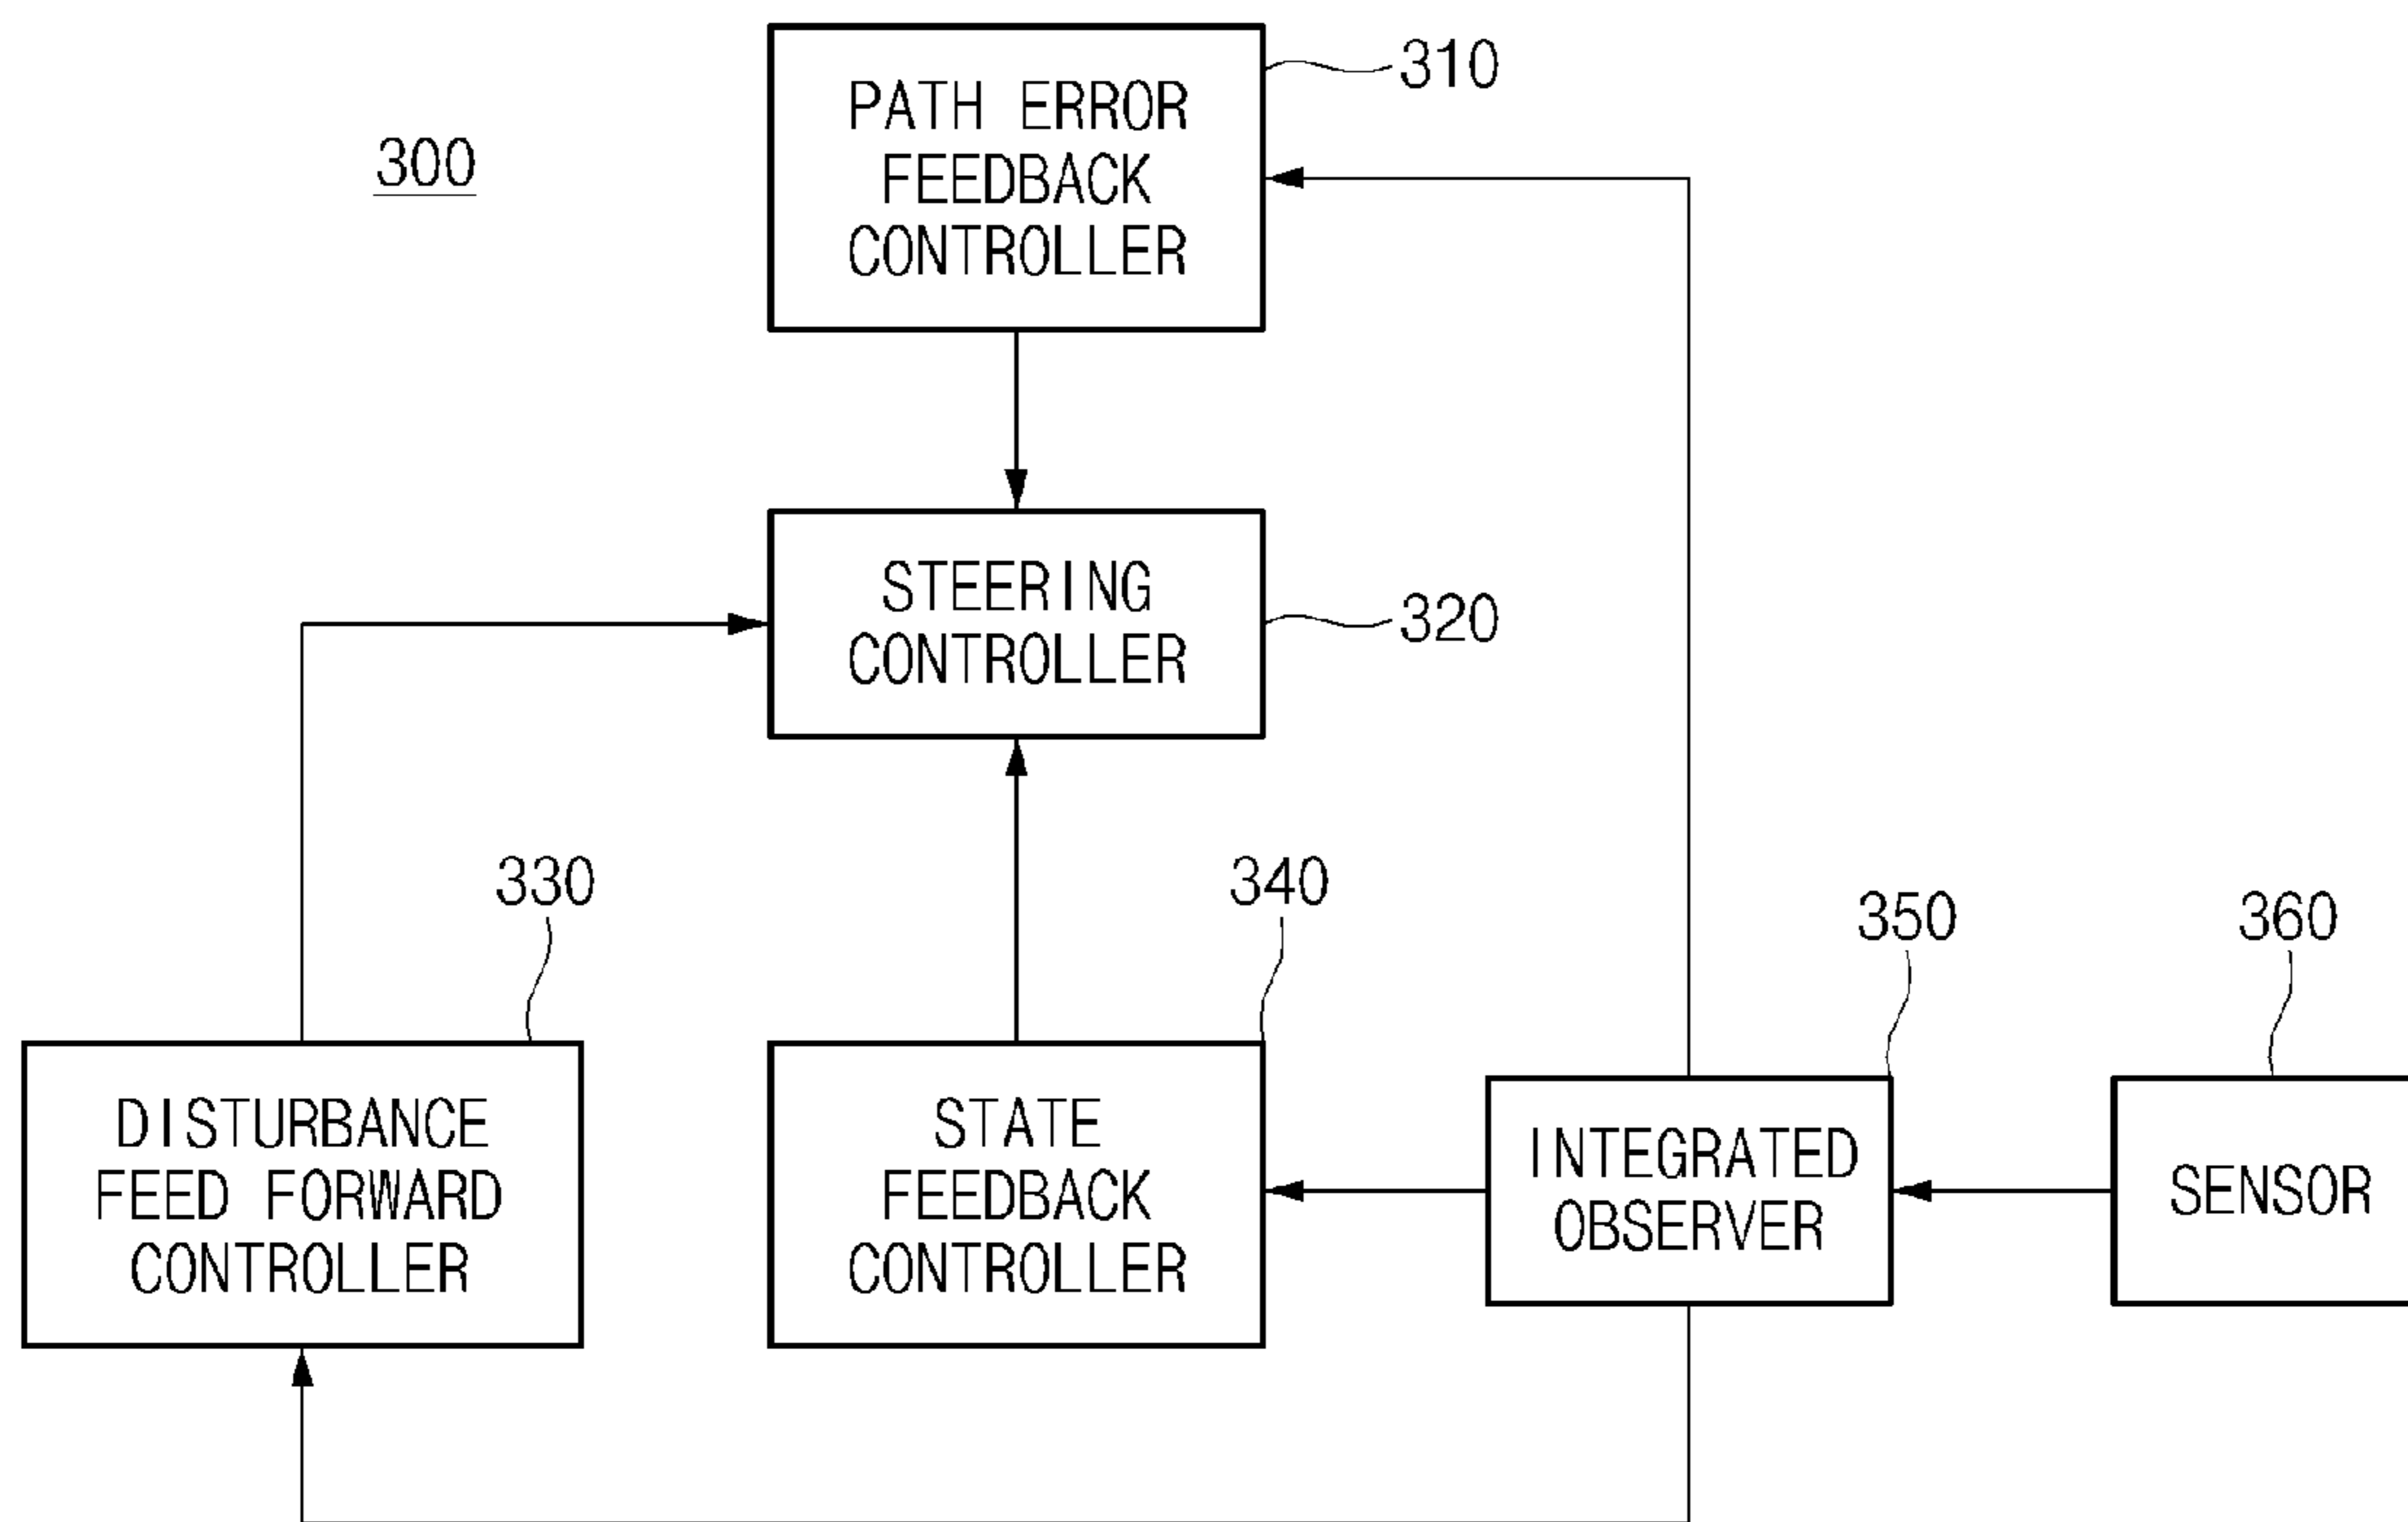 300
PATH ERROR
FEEDBACK
CONTROLLER
310
STEERING
CONTROLLER
320
330
DISTURBANCE
FEED FORWARD
CONTROLLER
340
STATE
FEEDBACK
CONTROLLER
350
INTEGRATED
OBSERVER
360
SENSOR